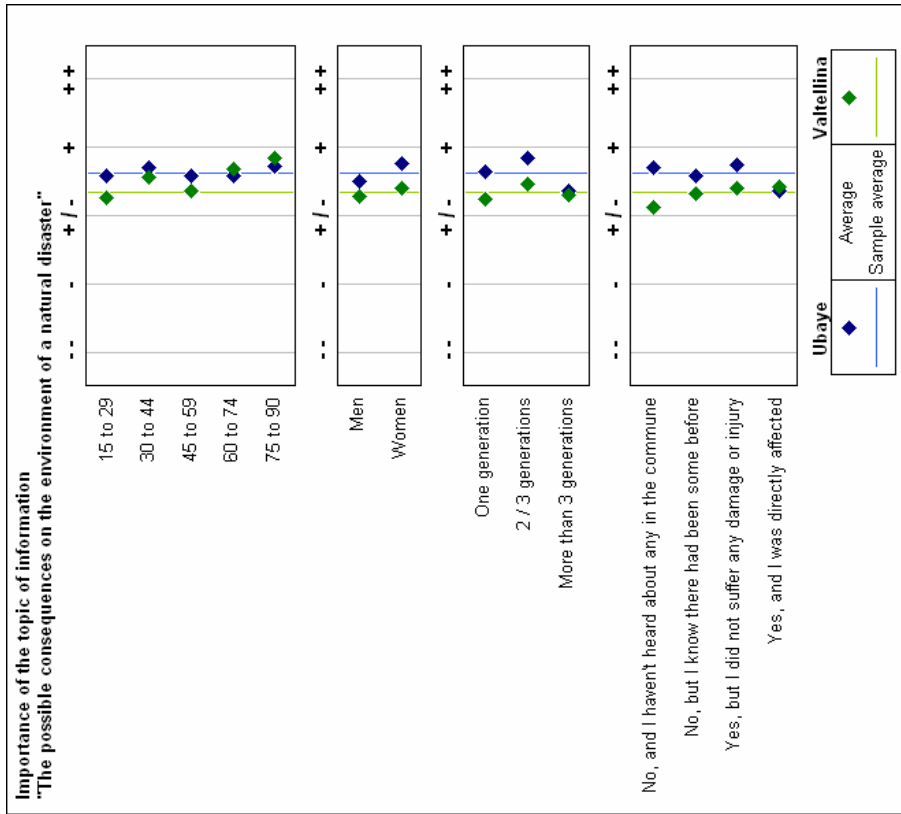 Importance of the topic of information
"The possible consequences on the environment of a natural disaster"
- - - + / - + + +
15 to 29
30 to 44
45 to 59
60 to 74
75 to 90
- - - + / - + + +
Men
Women
- - - + / - + + +
One generation
2 / 3 generations
More than 3 generations
- - - + / - + + +
No, and I haven't heard about any in the commune
No, but I know there had been some before
Yes, but I did not suffer any damage or injury
Yes, and I was directly affected
Ubaye Valtellina
Average
Sample average